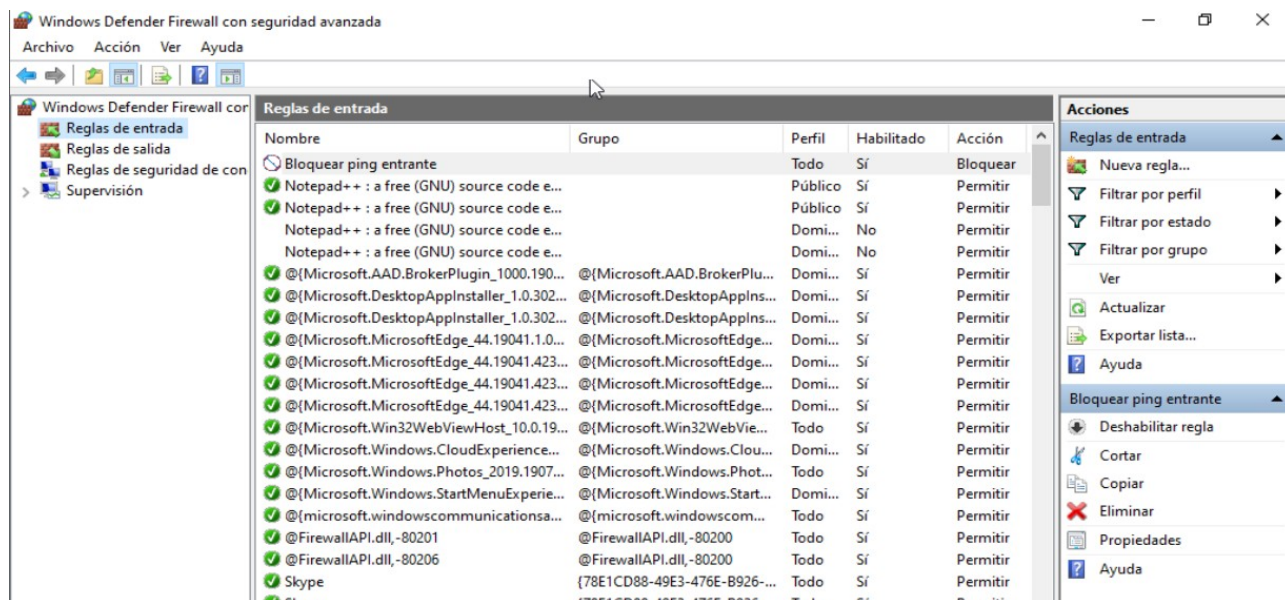 Windows Defender Firewall con seguridad avanzada
Archivo Acción Ver Ayuda
Windows Defender Firewall con
Reglas de entrada
Reglas de salida
Reglas de seguridad de con
Supervisión
Reglas de entrada
Nombre Grupo Perfil Habilitado Acción
Bloquear ping entrante Todo Sí Bloquear
Notepad++ : a free (GNU) source code e... Público Sí Permitir
Notepad++ : a free (GNU) source code e... Público Sí Permitir
Notepad++ : a free (GNU) source code e... Domi... No Permitir
Notepad++ : a free (GNU) source code e... Domi... No Permitir
@{Microsoft.AAD.BrokerPlugin_1000.190... @{Microsoft.AAD.BrokerPlu... Domi... Sí Permitir
@{Microsoft.DesktopAppInstaller_1.0.302... @{Microsoft.DesktopAppIns... Domi... Sí Permitir
@{Microsoft.DesktopAppInstaller_1.0.302... @{Microsoft.DesktopAppIns... Domi... Sí Permitir
@{Microsoft.MicrosoftEdge_44.19041.1.0... @{Microsoft.MicrosoftEdge... Domi... Sí Permitir
@{Microsoft.MicrosoftEdge_44.19041.423... @{Microsoft.MicrosoftEdge... Domi... Sí Permitir
@{Microsoft.MicrosoftEdge_44.19041.423... @{Microsoft.MicrosoftEdge... Domi... Sí Permitir
@{Microsoft.MicrosoftEdge_44.19041.423... @{Microsoft.MicrosoftEdge... Domi... Sí Permitir
@{Microsoft.Win32WebViewHost_10.0.19... @{Microsoft.Win32WebVie... Todo Sí Permitir
@{Microsoft.Windows.CloudExperience... @{Microsoft.Windows.Clou... Domi... Sí Permitir
@{Microsoft.Windows.Photos_2019.1907... @{Microsoft.Windows.Phot... Todo Sí Permitir
@{Microsoft.Windows.StartMenuExperie... @{Microsoft.Windows.Start... Domi... Sí Permitir
@{microsoft.windowscommunicationsa... @{microsoft.windowscom... Todo Sí Permitir
@FirewallAPI.dll,-80201 @FirewallAPI.dll,-80200 Todo Sí Permitir
@FirewallAPI.dll,-80206 @FirewallAPI.dll,-80200 Todo Sí Permitir
Skype {78E1CD88-49E3-476E-B926-... Todo Sí Permitir
Acciones
Reglas de entrada
Nueva regla...
Filtrar por perfil
Filtrar por estado
Filtrar por grupo
Ver
Actualizar
Exportar lista...
Ayuda
Bloquear ping entrante
Deshabilitar regla
Cortar
Copiar
Eliminar
Propiedades
Ayuda